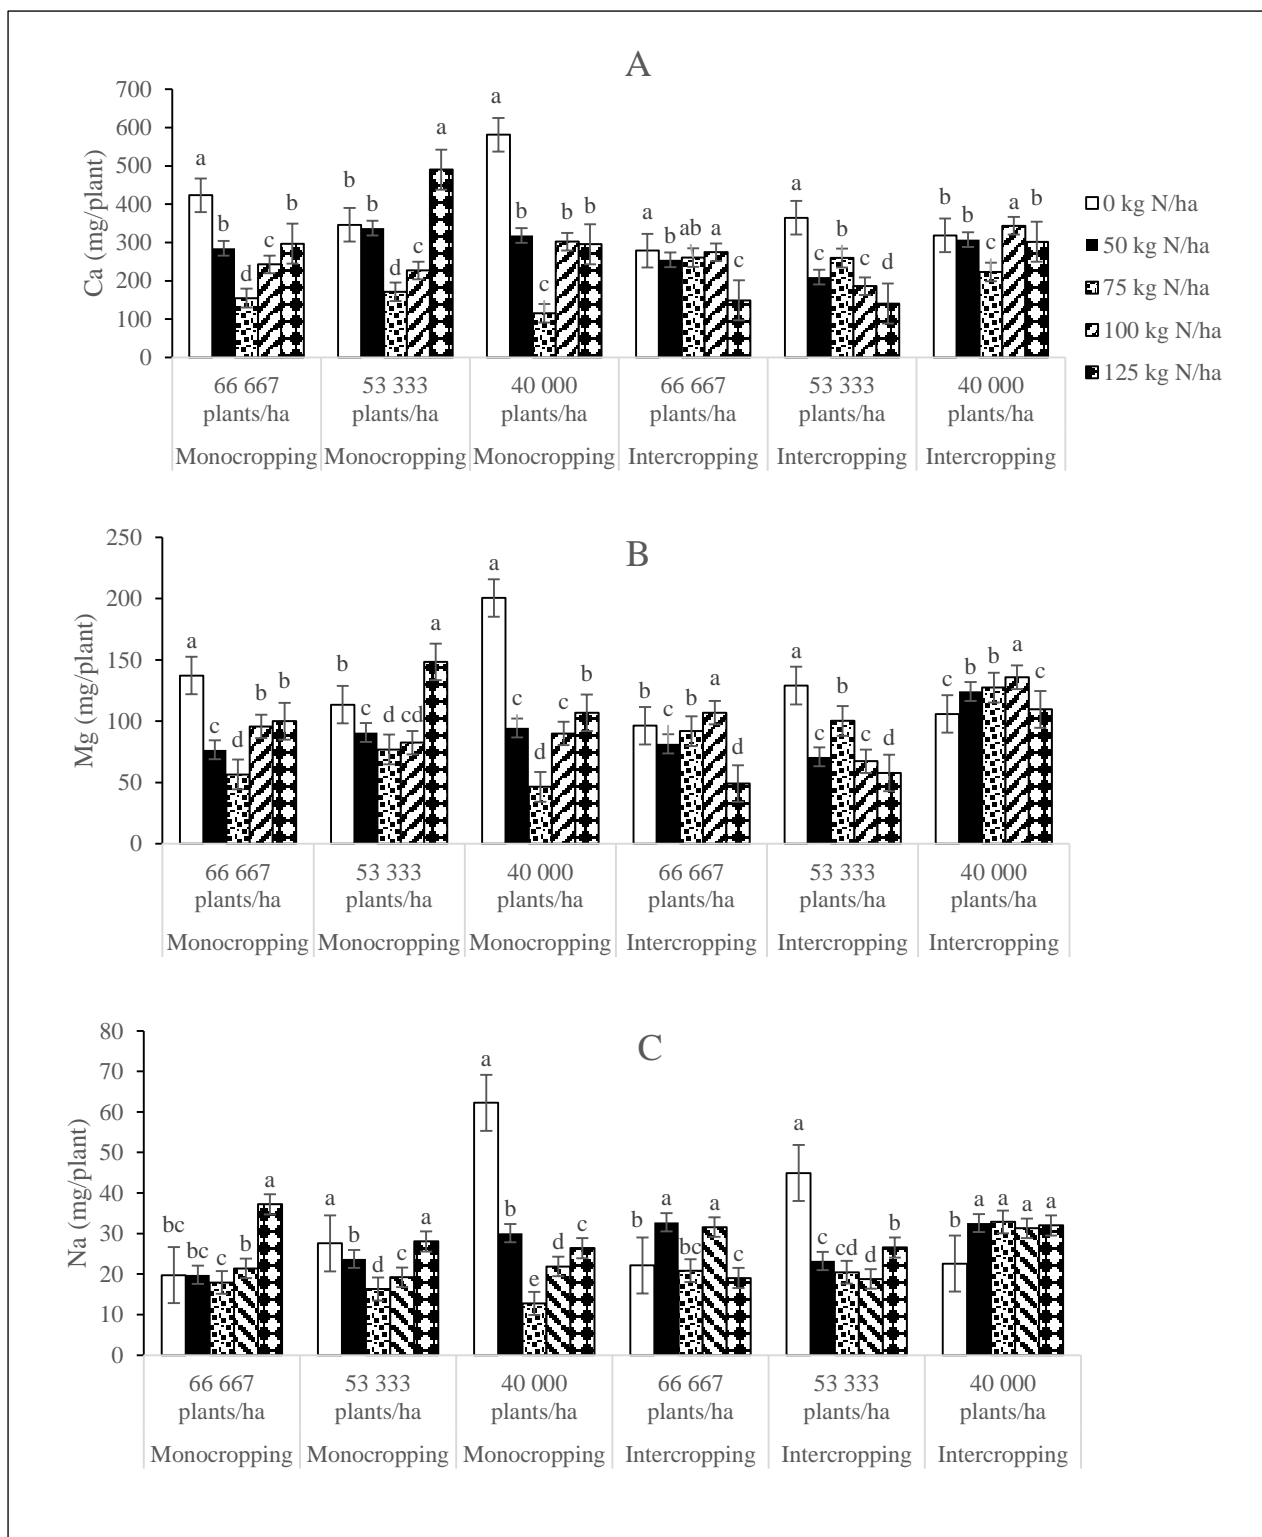 A
Ca (mg/plant)
700
600
500
400
300
200
100
0
a
b
d
c
b
b
b
d
c
a
a
b
c
b
b
a
b
ab
a
c
a
c
b
c
d
b
b
c
a
b
66 667 plants/ha
53 333 plants/ha
40 000 plants/ha
66 667 plants/ha
53 333 plants/ha
40 000 plants/ha
Monocropping
Monocropping
Monocropping
Intercropping
Intercropping
Intercropping
0 kg N/ha
50 kg N/ha
75 kg N/ha
100 kg N/ha
125 kg N/ha
B
Mg (mg/plant)
250
200
150
100
50
0
a
c
d
b
b
b
c
d
cd
a
a
c
d
c
b
b
c
b
a
d
a
c
b
c
d
c
b
b
a
c
66 667 plants/ha
53 333 plants/ha
40 000 plants/ha
66 667 plants/ha
53 333 plants/ha
40 000 plants/ha
Monocropping
Monocropping
Monocropping
Intercropping
Intercropping
Intercropping
C
Na (mg/plant)
80
70
60
50
40
30
20
10
0
bc
bc
c
b
a
a
b
d
c
a
a
b
e
d
c
b
a
bc
a
c
a
c
cd
d
b
b
a
a
a
a
66 667 plants/ha
53 333 plants/ha
40 000 plants/ha
66 667 plants/ha
53 333 plants/ha
40 000 plants/ha
Monocropping
Monocropping
Monocropping
Intercropping
Intercropping
Intercropping